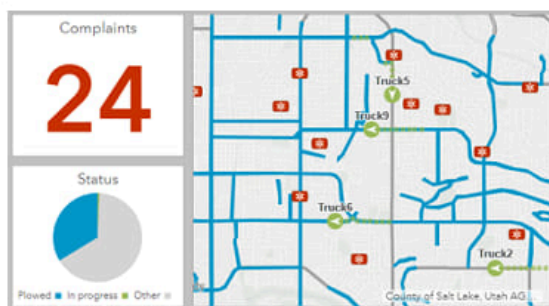 Complaints
24
Status
Plowed
In progress
Other
Truck5
Truck9
Truck6
Truck2
County of Salt Lake, Utah AG